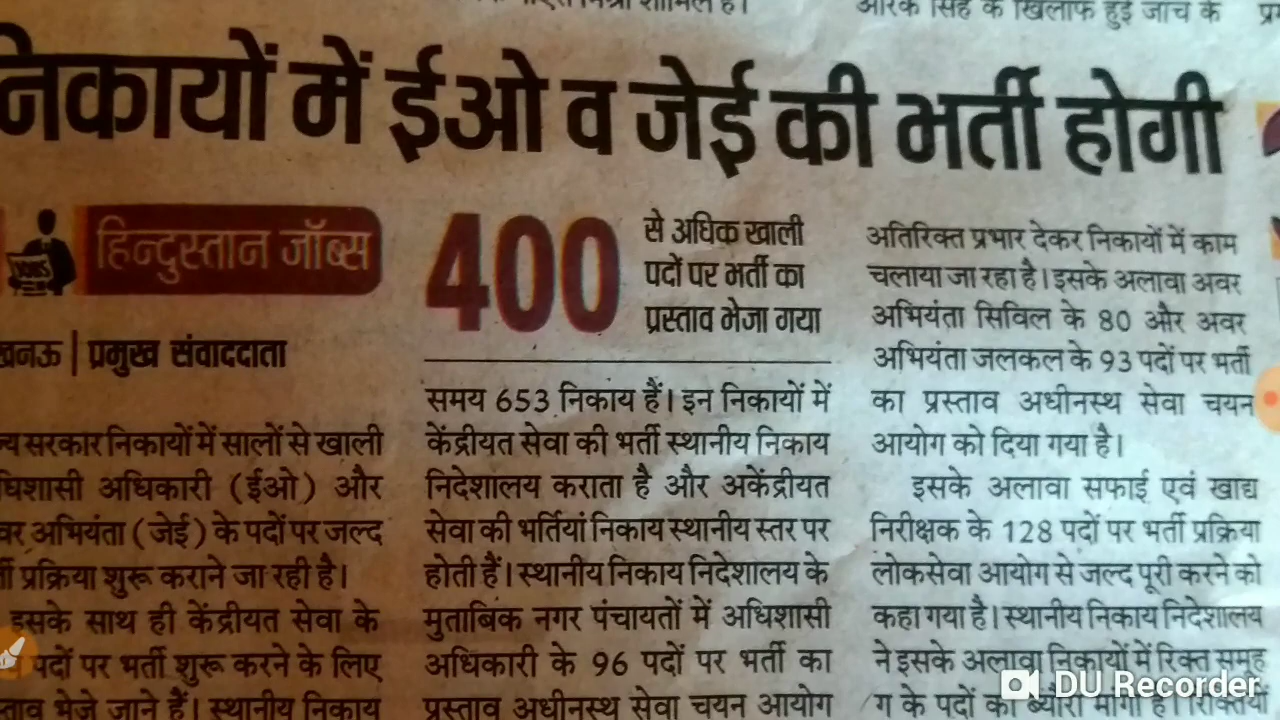 आरके सिंह के खिलाफ हुई जांच के
निकायों में ईओ व जेई की भर्ती होगी
हिन्दुस्तान जॉब्स
JOBS
खनऊ | प्रमुख संवाददाता
न्य सरकार निकायों में सालों से खाली
धिशासी अधिकारी (ईओ) और
वर अभियंता (जेई) के पदों पर जल्द
र्ती प्रक्रिया शुरू कराने जा रही है।
इसके साथ ही केंद्रीयत सेवा के
पदों पर भर्ती शुरू करने के लिए
स्ताव भेजे जाने हैं। स्थानीय निकाय
400
से अधिक खाली
पदों पर भर्ती का
प्रस्ताव भेजा गया
समय 653 निकाय हैं। इन निकायों में
केंद्रीयत सेवा की भर्ती स्थानीय निकाय
निदेशालय कराता है और अकेंद्रीयत
सेवा की भर्तियां निकाय स्थानीय स्तर पर
होती हैं। स्थानीय निकाय निदेशालय के
मुताबिक नगर पंचायतों में अधिशासी
अधिकारी के 96 पदों पर भर्ती का
प्रस्ताव अधीनस्थ सेवा चयन आयोग
अतिरिक्त प्रभार देकर निकायों में काम
चलाया जा रहा है। इसके अलावा अवर
अभियंता सिविल के 80 और अवर
अभियंता जलकल के 93 पदों पर भर्ती
का प्रस्ताव अधीनस्थ सेवा चयन
आयोग को दिया गया है।
इसके अलावा सफाई एवं खाद्य
निरीक्षक के 128 पदों पर भर्ती प्रक्रिया
लोकसेवा आयोग से जल्द पूरी करने को
कहा गया है। स्थानीय निकाय निदेशालय
ने इसके अलावा निकायों में रिक्त समूह
ग के पदों का ब्योरा मांगा है। रिक्तियों
DU Recorder